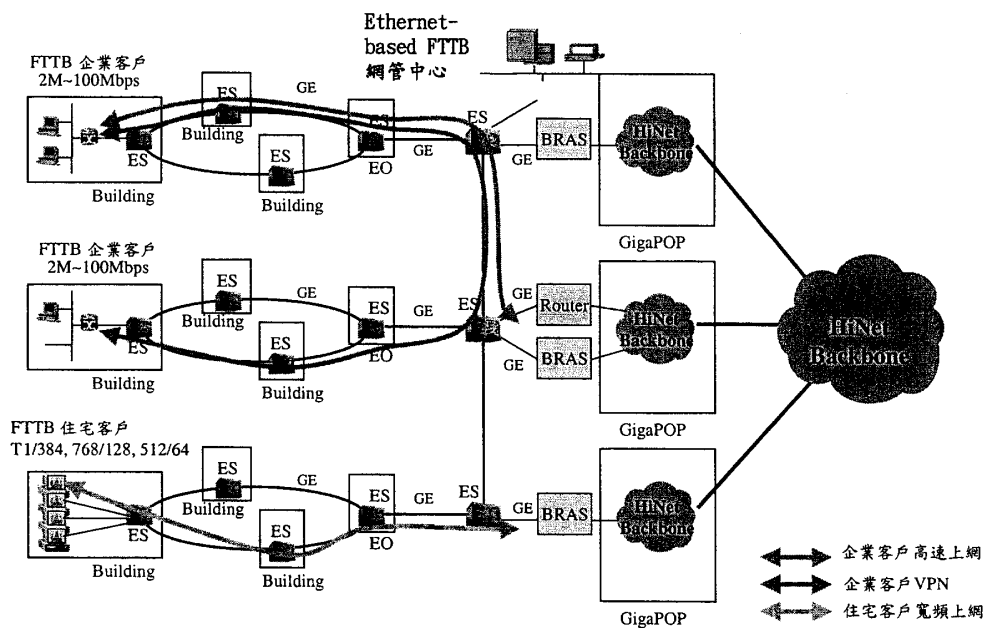 Ethernet-
based FTTB
網管中心
FTTB 企業客戶
2M~100Mbps
ES
GE
ES
ES
Building
ES
ES
GE
GE
BRAS
HiNet
Backbone
EO
Building
Building
GigaPOP
FTTB 企業客戶
2M~100Mbps
ES
GE
ES
ES
GE
Router
HiNet
Backbone
Building
GE
ES
ES
EO
GE
BRAS
Building
Building
GigaPOP
HiNet
Backbone
FTTB 住宅客戶
T1/384, 768/128, 512/64
ES
GE
ES
ES
GE
GE
BRAS
HiNet
Backbone
Building
ES
ES
EO
Building
Building
GigaPOP
企業客戶高速上網
企業客戶VPN
住宅客戶寬頻上網